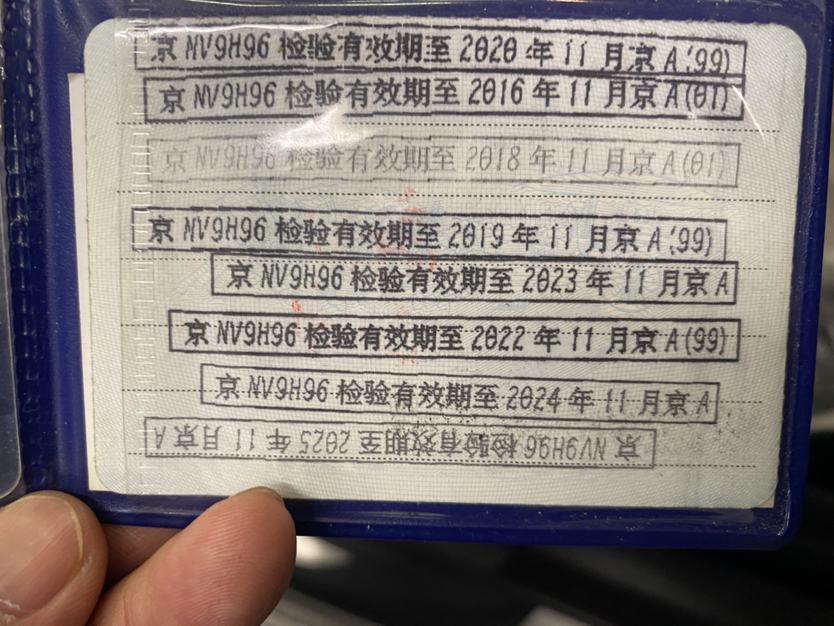 京 NV9H96 检验有效期至 2020 年 11 月京 A(99)
京 NV9H96 检验有效期至 2016 年 11 月京 A(01)
京 NV9H96 检验有效期至 2018 年 11 月京 A(01)
京 NV9H96 检验有效期至 2019 年 11 月京 A(99)
京 NV9H96 检验有效期至 2023 年 11 月京 A
京 NV9H96 检验有效期至 2022 年 11 月京 A(99)
京 NV9H96 检验有效期至 2024 年 11 月京 A
京 NV9H96 检验有效期至 2025 年 11 月京 A